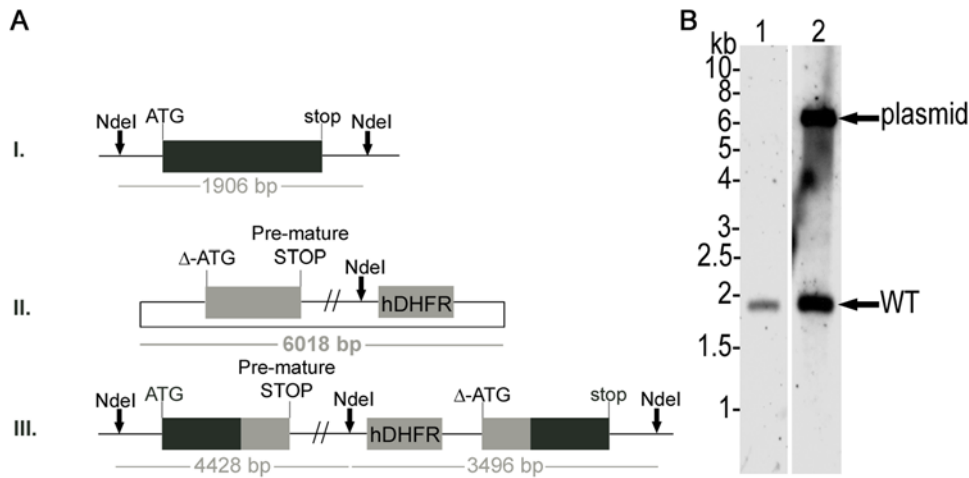 A
I.
NdeI
ATG
stop
NdeI
1906 bp
II.
Δ-ATG
Pre-mature
STOP
NdeI
//
hDHFR
6018 bp
III.
NdeI
ATG
Pre-mature
STOP
//
NdeI
hDHFR
Δ-ATG
stop
NdeI
4428 bp
3496 bp
B
kb
1
2
10-
8-
6-
5-
4-
3-
2.5-
2-
1.5-
1-
plasmid
WT